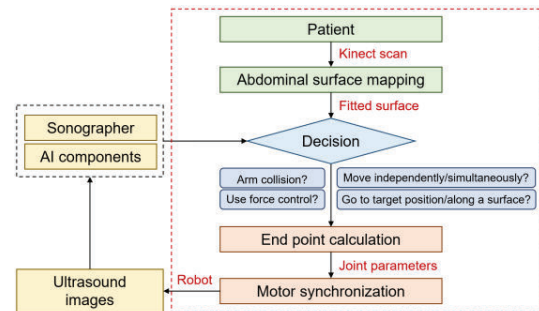 Patient
Kinect scan
Abdominal surface mapping
Fitted surface
Sonographer
AI components
Decision
Arm collision?
Move independently/simultaneously?
Use force control?
Go to target position/along a surface?
End point calculation
Joint parameters
Ultrasound
images
Robot
Motor synchronization